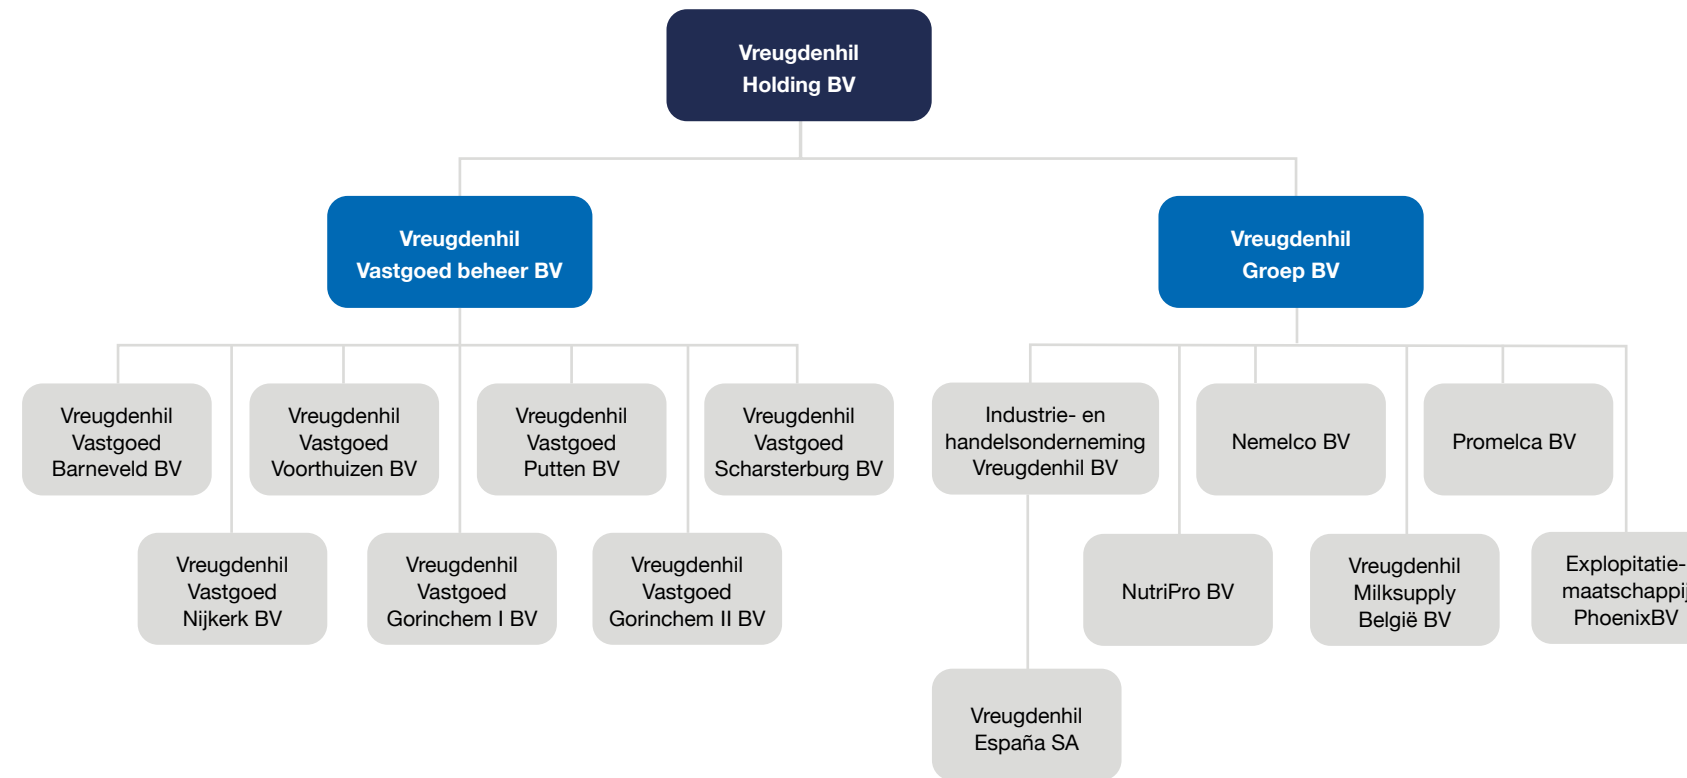 Vreugdenhil
Holding BV
Vreugdenhil
Vastgoed beheer BV
Vreugdenhil
Groep BV
Vreugdenhil
Vastgoed
Barneveld BV
Vreugdenhil
Vastgoed
Voorthuizen BV
Vreugdenhil
Vastgoed
Putten BV
Vreugdenhil
Vastgoed
Scharsterburg BV
Industrie- en
handelsonderneming
Vreugdenhil BV
Nemelco BV
Promelca BV
Vreugdenhil
Vastgoed
Nijkerk BV
Vreugdenhil
Vastgoed
Gorinchem I BV
Vreugdenhil
Vastgoed
Gorinchem II BV
NutriPro BV
Vreugdenhil
Milksupply
België BV
Explopitatie-
maatschappij
PhoenixBV
Vreugdenhil
España SA